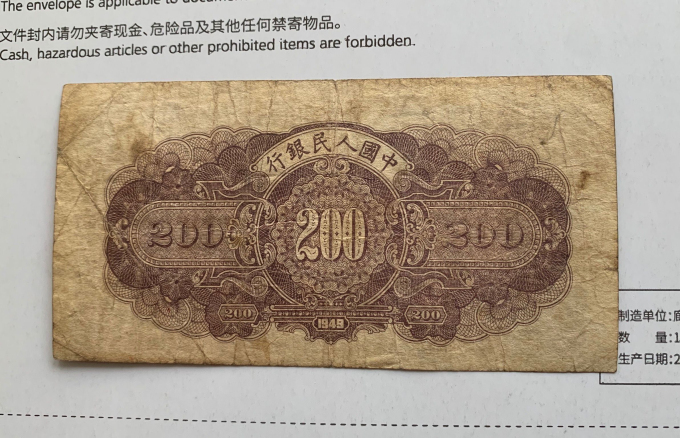 The envelope is applicable to
文件封内请勿夹寄现金、危险品及其他任何禁寄物品。
Cash, hazardous articles or other prohibited items are forbidden.
行銀民人國中
200 200 200
200 1949 200
制造单位:
数 量:1
生产日期:2